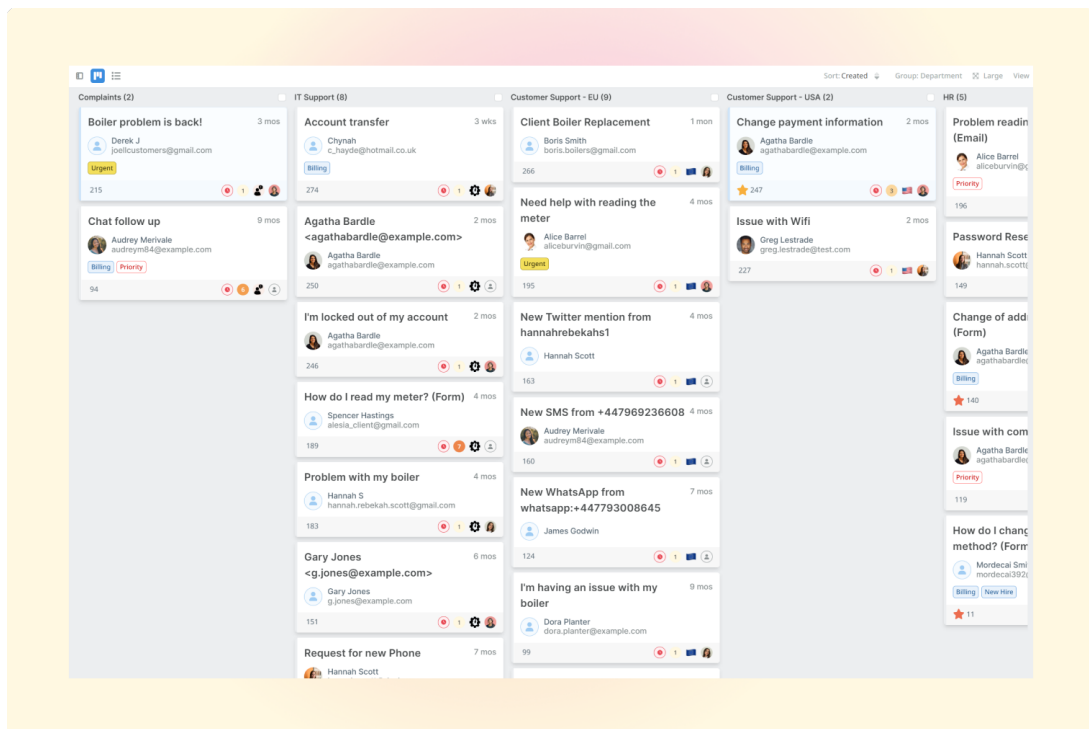 Sort: Created
Group: Department
Large
View
Complaints (2)
Boiler problem is back!
3 mos
Derek J
joellcustomers@gmail.com
Urgent
215
1
Chat follow up
9 mos
Audrey Merivale
audreym84@example.com
Billing
Priority
94
6
IT Support (8)
Account transfer
3 wks
Chynah
c_hayde@hotmail.co.uk
Billing
274
1
Agatha Bardle
2 mos
<agathabardle@example.com>
Agatha Bardle
agathabardle@example.com
250
1
I'm locked out of my account
2 mos
Agatha Bardle
agathabardle@example.com
246
1
How do I read my meter? (Form)
4 mos
Spencer Hastings
alesia_client@gmail.com
189
7
Problem with my boiler
4 mos
Hannah S
hannah.rebekah.scott@gmail.com
183
1
Gary Jones
6 mos
<g.jones@example.com>
Gary Jones
g.jones@example.com
151
1
Request for new Phone
7 mos
Hannah Scott
Customer Support - EU (9)
Client Boiler Replacement
1 mon
Boris Smith
boris.boilers@gmail.com
266
1
Need help with reading the
4 mos
meter
Alice Barrel
aliceburvin@gmail.com
Urgent
195
1
New Twitter mention from
4 mos
hannahrebekahs1
Hannah Scott
163
1
New SMS from +447969236608
4 mos
Audrey Merivale
audreym84@example.com
160
1
New WhatsApp from
7 mos
whatsapp:+447793008645
James Godwin
124
1
I'm having an issue with my
9 mos
boiler
Dora Planter
dora.planter@example.com
99
1
Customer Support - USA (2)
Change payment information
2 mos
Agatha Bardle
agathabardle@example.com
Billing
247
3
Issue with Wifi
2 mos
Greg Lestrade
greg.lestrade@test.com
227
1
HR (5)
Problem readin
(Email)
Alice Barrel
aliceburvin@g
Priority
196
Password Rese
Hannah Scott
hannah.scott@
149
Change of add
(Form)
Agatha Bardle
agathabardle
Billing
140
Issue with com
Agatha Bardle
agathabardle
Priority
119
How do I chang
method? (Form
Mordecai Smi
mordecai392
Billing
New Hire
11